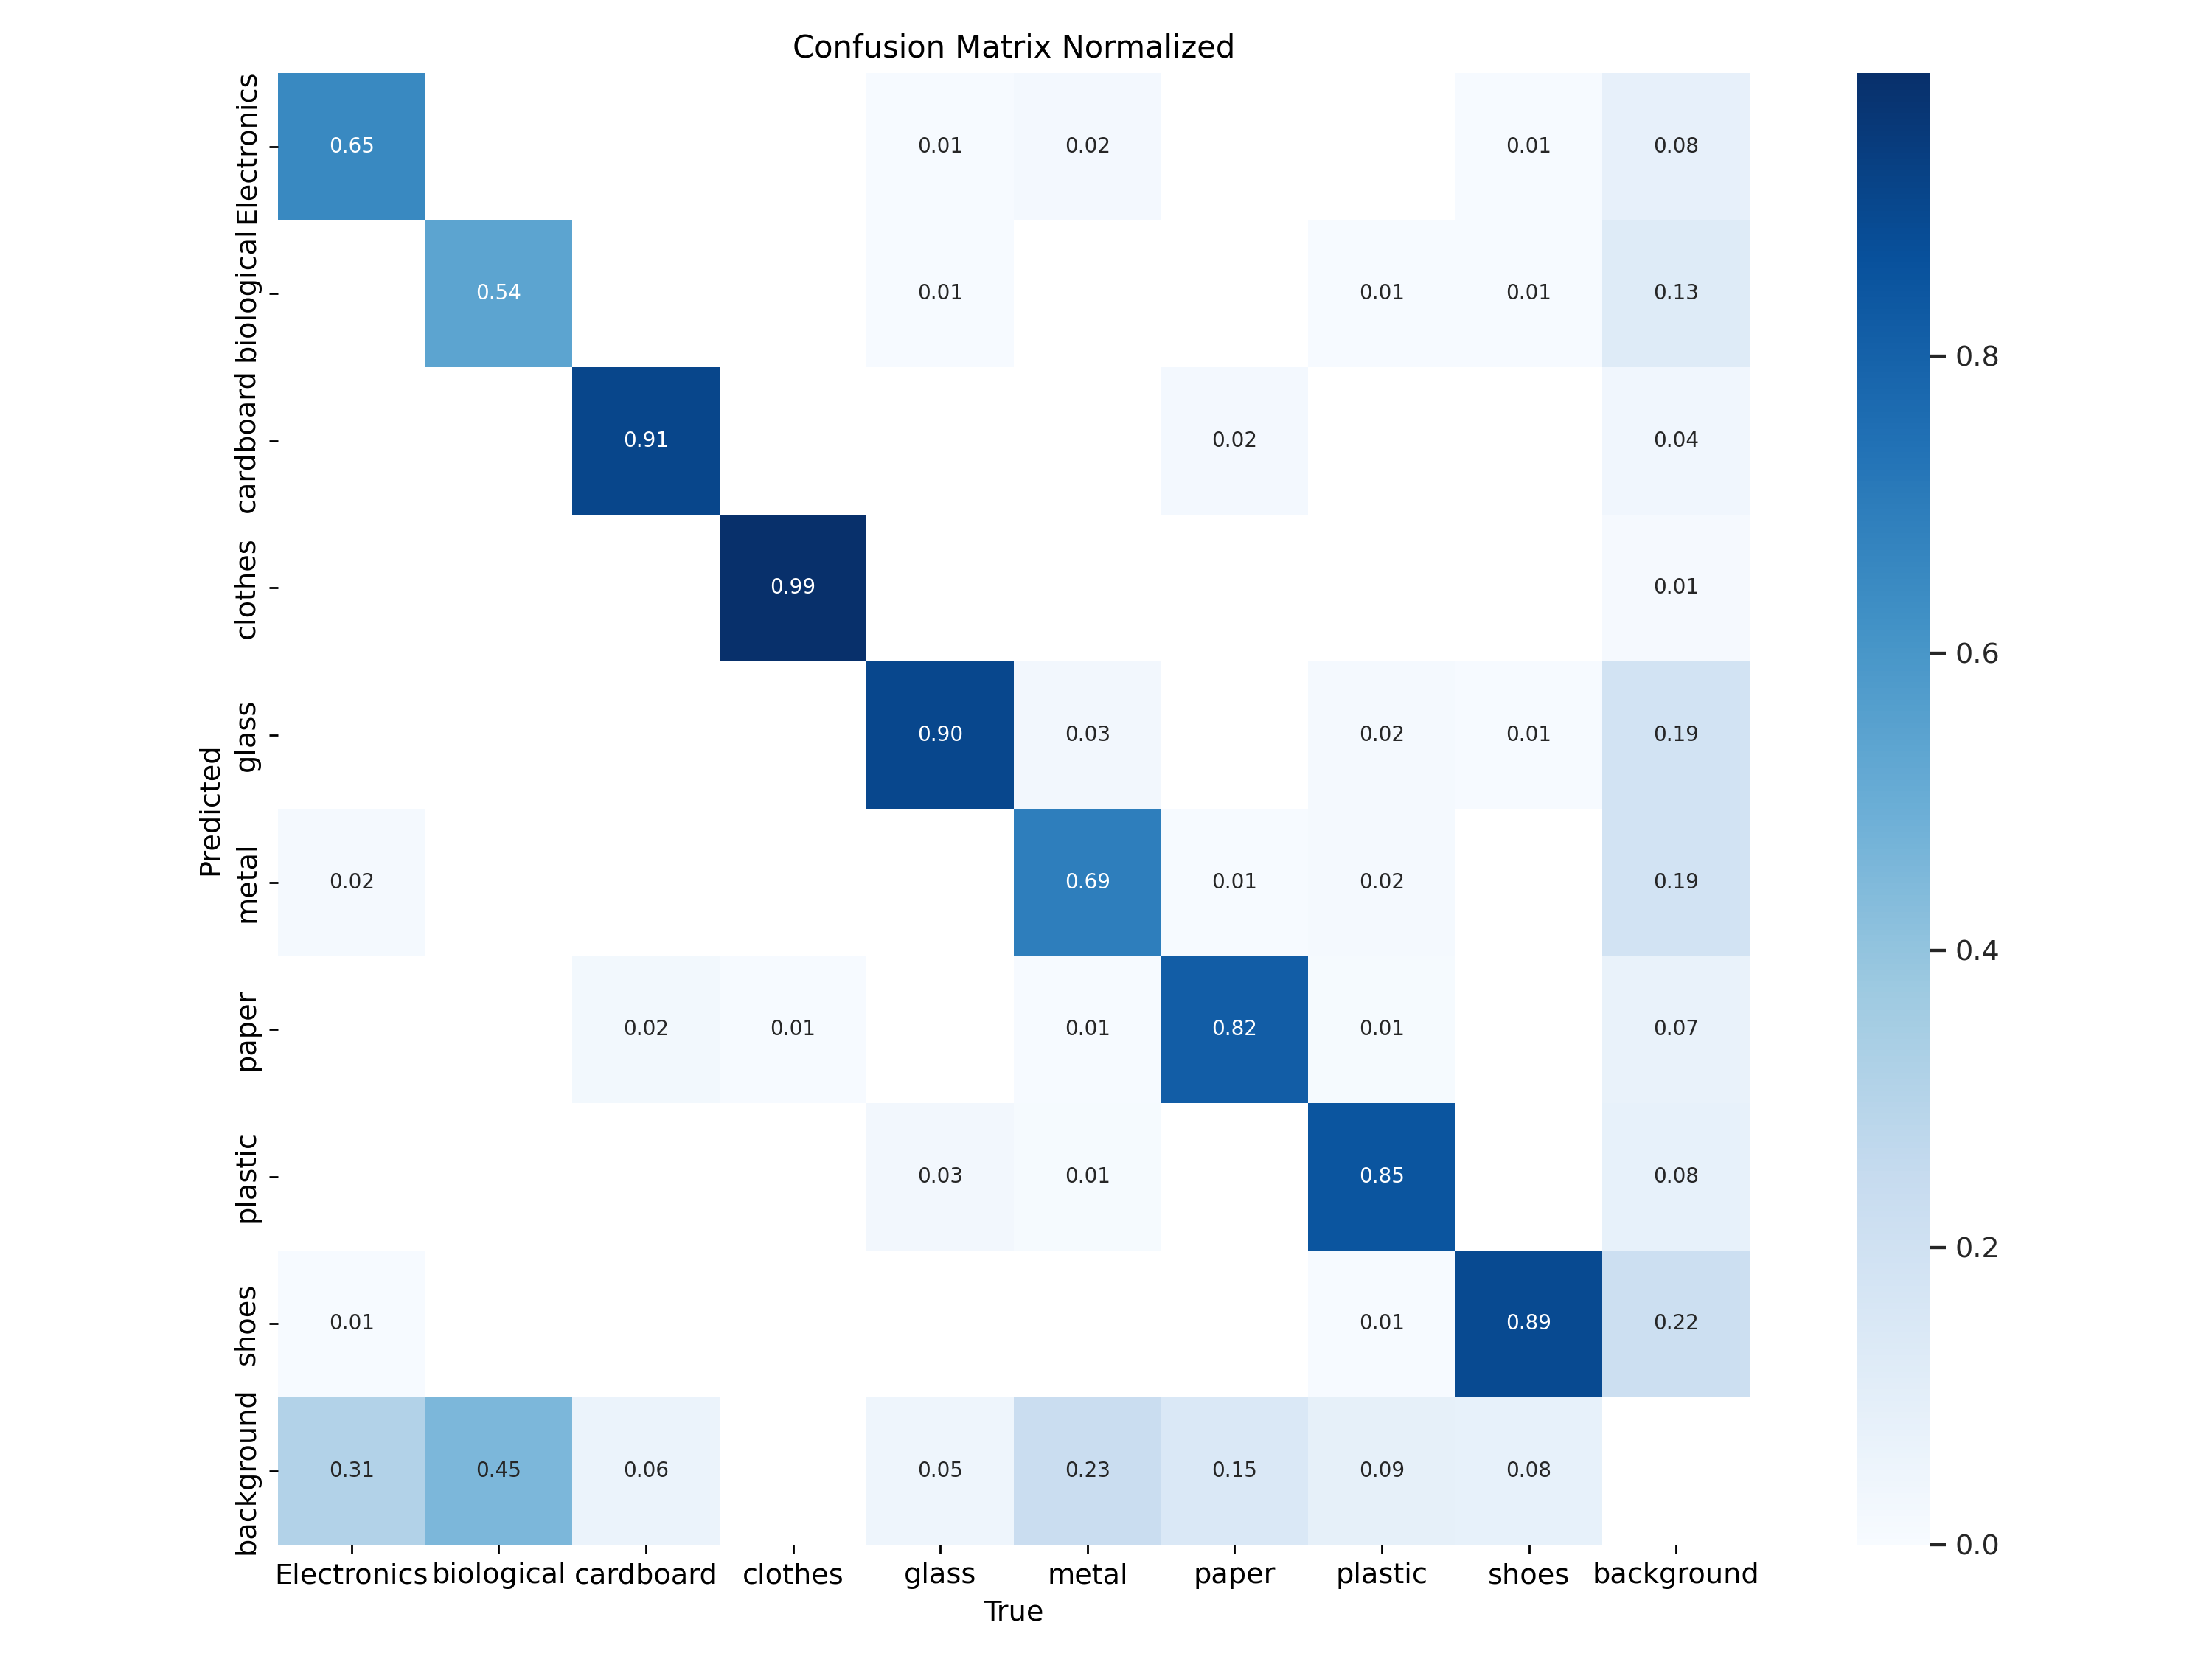 Confusion Matrix Normalized
Electronics
0.65
0.01
0.02
0.01
0.08
biological
0.54
0.01
0.01
0.01
0.13
cardboard
0.91
0.02
0.04
clothes
0.99
0.01
glass
0.90
0.03
0.02
0.01
0.19
metal
0.02
0.69
0.01
0.02
0.19
paper
0.02
0.01
0.01
0.82
0.01
0.07
plastic
0.03
0.01
0.85
0.08
shoes
0.01
0.01
0.89
0.22
background
0.31
0.45
0.06
0.05
0.23
0.15
0.09
0.08
Predicted
Electronics
biological
cardboard
clothes
glass
metal
paper
plastic
shoes
background
True
0.8
0.6
0.4
0.2
0.0